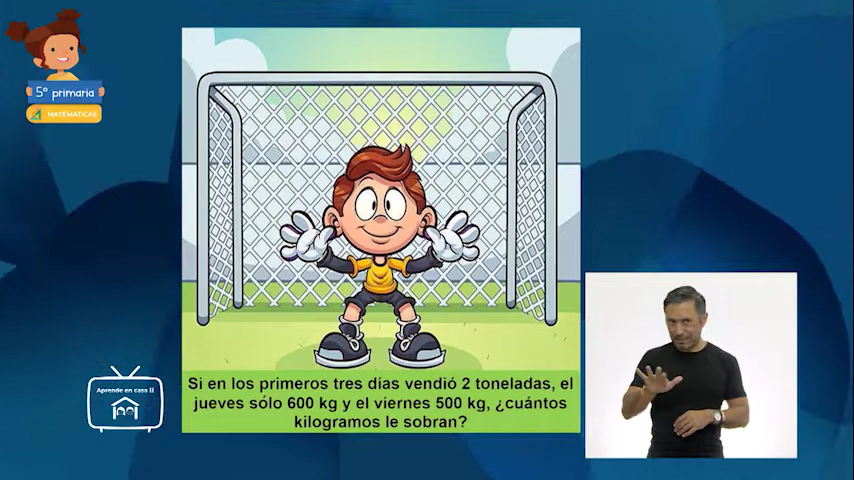 5° primaria
MATEMÁTICAS
Si en los primeros tres días vendió 2 toneladas, el
jueves sólo 600 kg y el viernes 500 kg, ¿cuántos
kilogramos le sobran?
Aprende en casa II